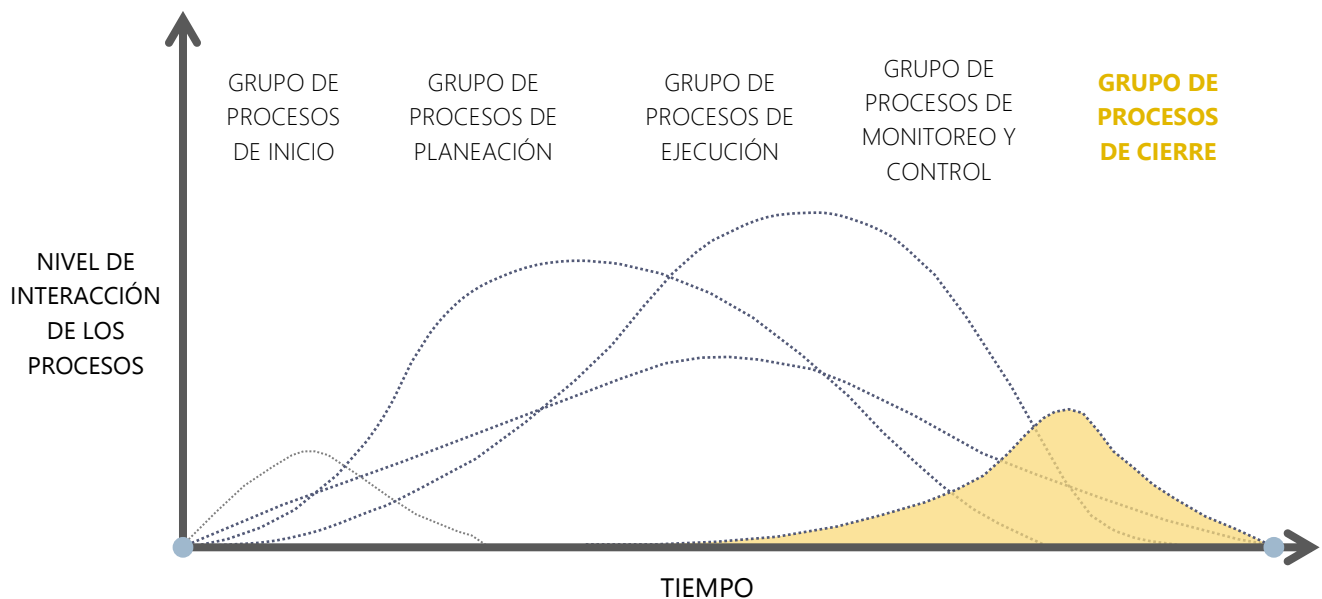 GRUPO DE
PROCESOS
DE INICIO
GRUPO DE
PROCESOS DE
PLANEACIÓN
GRUPO DE
PROCESOS DE
EJECUCIÓN
GRUPO DE
PROCESOS DE
MONITOREO Y
CONTROL
GRUPO DE
PROCESOS
DE CIERRE
NIVEL DE
INTERACCIÓN
DE LOS
PROCESOS
TIEMPO